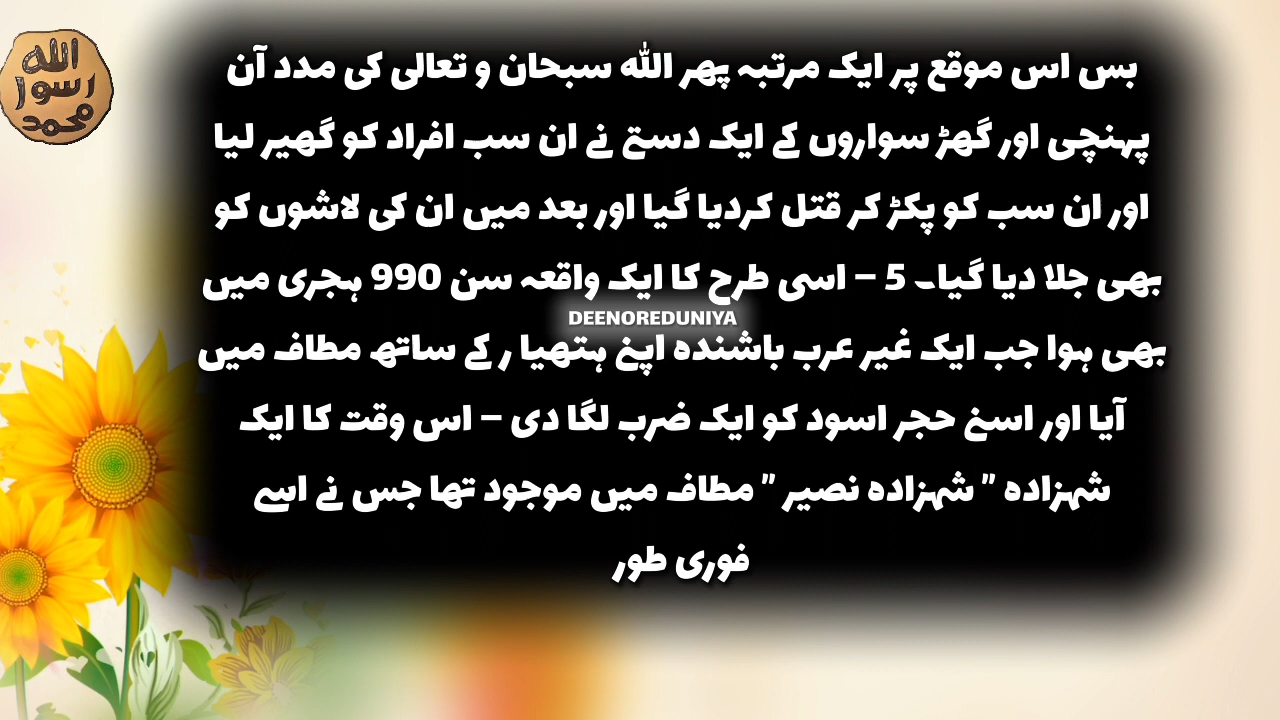 الله
رسول
محمد
بس اس موقع پر ایک مرتبہ پھر اللہ سبحان و تعالی کی مدد آن
پہنچی اور گھڑ سواروں کے ایک دستے نے ان سب افراد کو گھیر لیا
اور ان سب کو پکڑ کر قتل کردیا گیا اور بعد میں ان کی لاشوں کو
بھی جلا دیا گیا۔ 5 – اسی طرح کا ایک واقعہ سن 990 ہجری میں
DEENOREDUNIYA
بھی ہوا جب ایک غیر عرب باشندہ اپنے ہتھیا ر کے ساتھ مطاف میں
آیا اور اسنے حجر اسود کو ایک ضرب لگا دی – اس وقت کا ایک
شہزادہ ” شہزادہ نصیر ” مطاف میں موجود تھا جس نے اسے
فوری طور